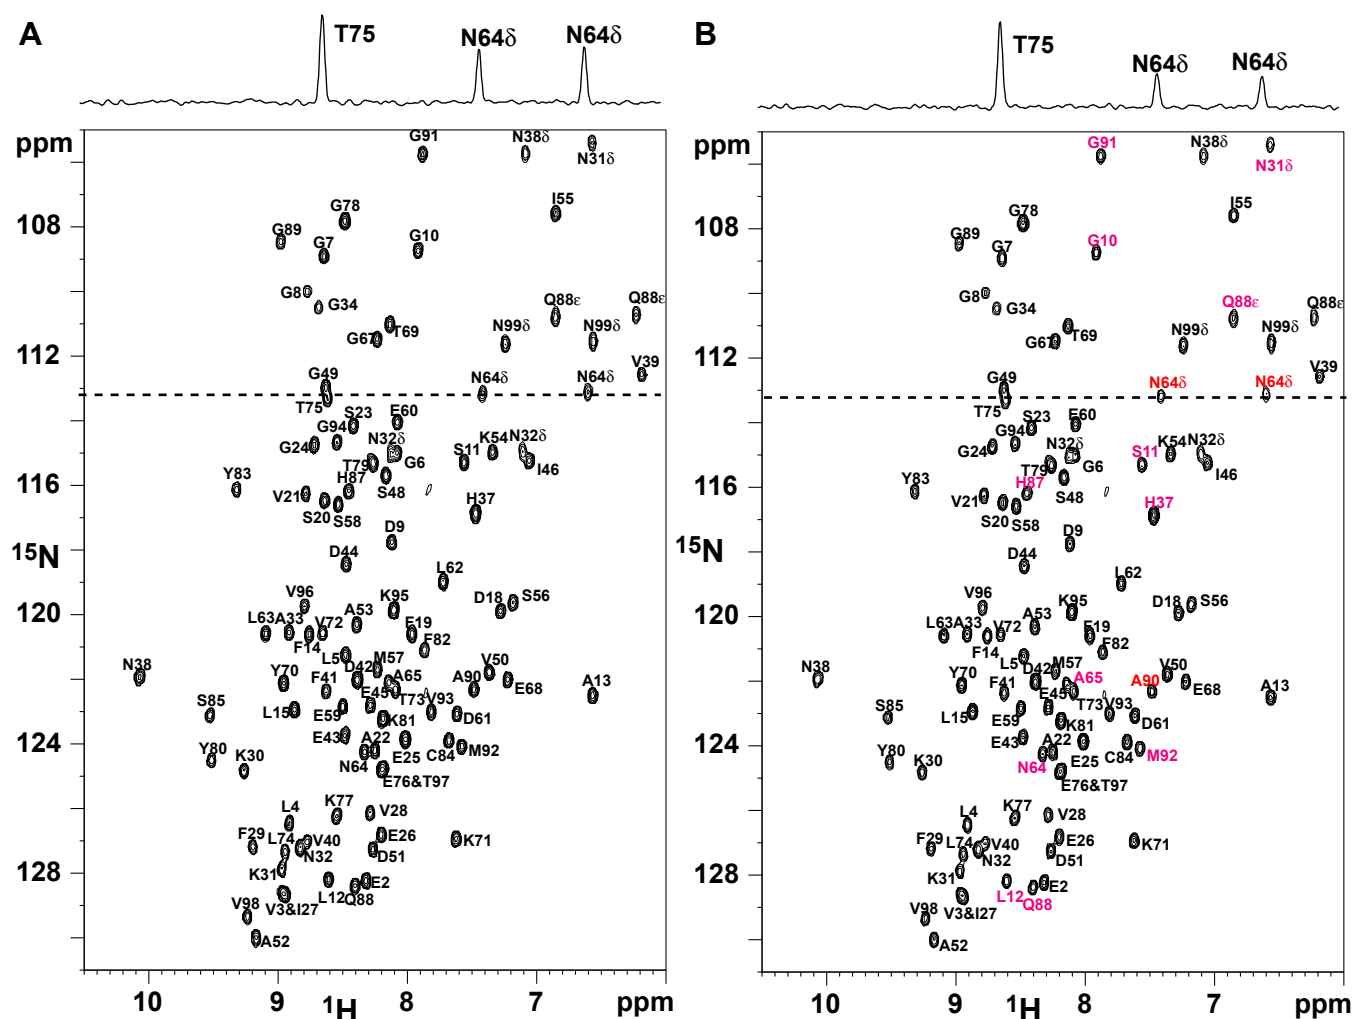 A
T75
N64δ
N64δ
ppm
G91
N38δ
N31δ
I55
G78
108
G89
G7
G10
G8
G34
Q88ε
Q88ε
G67
T69
N99δ
N99δ
112
V39
G49
N64δ
N64δ
T75
S23
E60
G94
G24
N32δ
K54
N32δ
S11
G6
I46
T79
Y83
H87
116
V21
S48
H37
S20
S58
D9
15N
D44
L62
V96
K95
D18
S56
120
L63
A33
V72
A53
F19
F14
F82
L5
M57
N38
D42
V50
Y70
F41
A65
A90
E68
A13
S85
E45
T73
V93
L15
E59
K81
D61
E43
A22
M92
124
Y80
K30
N64
E25
C84
E76&T97
L4
K77
V28
F29
L74
V40
E26
K71
N32
D51
K31
128
L12
Q88
E2
V98
V3&I27
A52
10
9
1H
8
7
ppm
B
T75
N64δ
N64δ
ppm
G91
N38δ
N31δ
I55
G78
108
G89
G7
G10
G8
G34
Q88ε
Q88ε
G67
T69
N99δ
N99δ
112
V39
G49
N64δ
N64δ
T75
S23
E60
G94
G24
N32δ
S11
K54
N32δ
T79
G6
I46
Y83
H87
116
V21
S48
H37
S20
S58
D9
15N
D44
L62
V96
K95
D18
S56
120
L63
A33
V72
A53
F19
F14
F82
L5
M57
N38
D42
V50
Y70
F41
A65
A90
E68
A13
S85
E45
T73
V93
L15
E59
K81
D61
E43
A22
M92
124
Y80
K30
N64
E25
C84
E76&T97
L4
K77
V28
F29
L74
V40
E26
K71
N32
D51
K31
128
L12
Q88
E2
V98
V3&I27
A52
10
9
1H
8
7
ppm